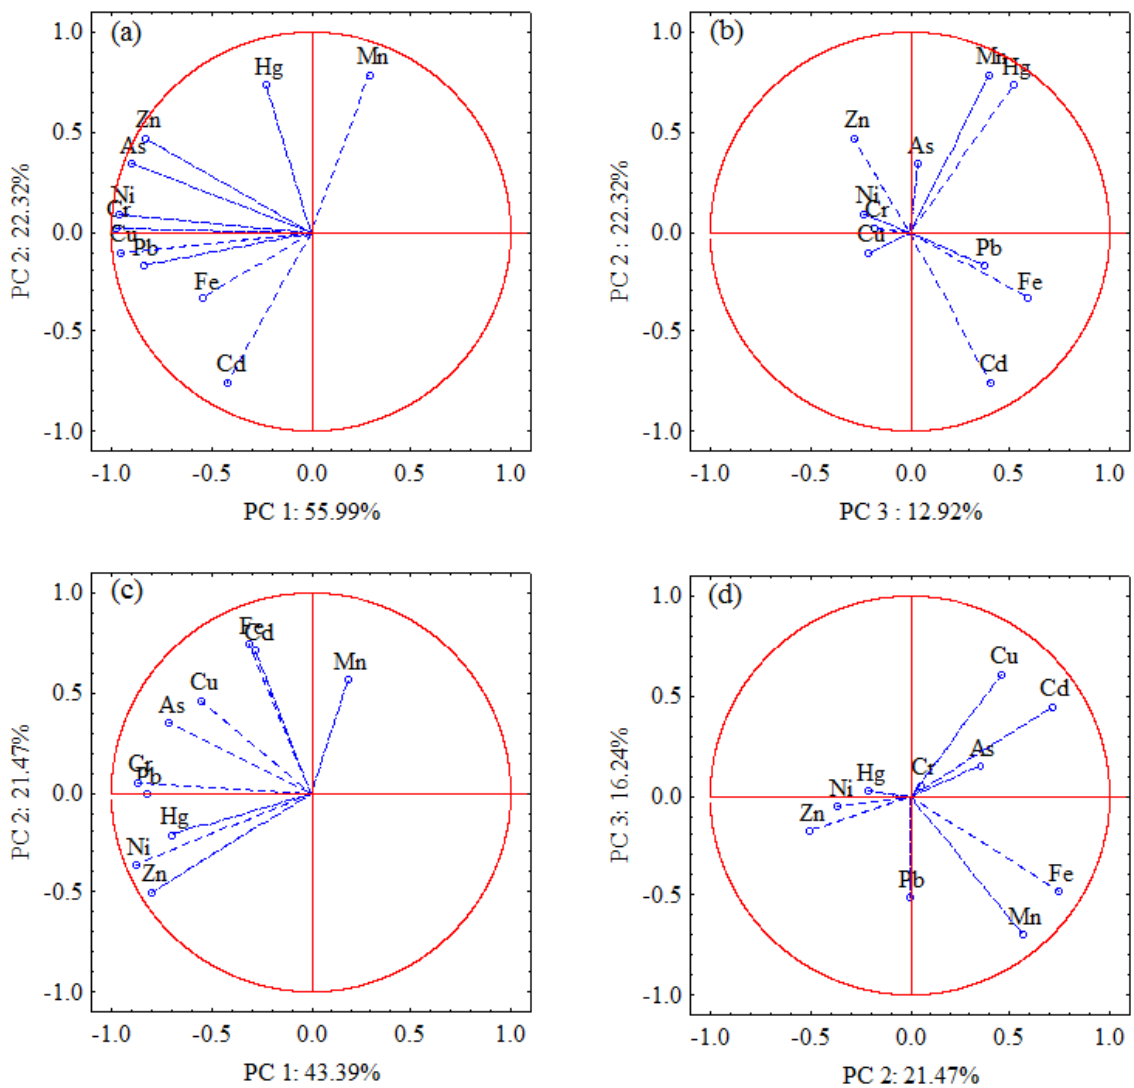 (a)
1.0
0.5
0.0
-0.5
-1.0
PC 2: 22.32%
Hg
Mn
Zn
As
Ni
Cr
Cu
Pb
Fe
Cd
-1.0 -0.5 0.0 0.5 1.0
PC 1: 55.99%
(b)
1.0
0.5
0.0
-0.5
-1.0
PC 2 : 22.32%
Mn
Hg
Zn
As
Ni
Cr
Cu
Pb
Fe
Cd
-1.0 -0.5 0.0 0.5 1.0
PC 3 : 12.92%
(c)
1.0
0.5
0.0
-0.5
-1.0
PC 2: 21.47%
Fe
Cd
Mn
Cu
As
Cr
Pb
Hg
Ni
Zn
-1.0 -0.5 0.0 0.5 1.0
PC 1: 43.39%
(d)
1.0
0.5
0.0
-0.5
-1.0
PC 3: 16.24%
Cu
Cd
As
Cr
Hg
Ni
Zn
Pb
Fe
Mn
-1.0 -0.5 0.0 0.5 1.0
PC 2: 21.47%